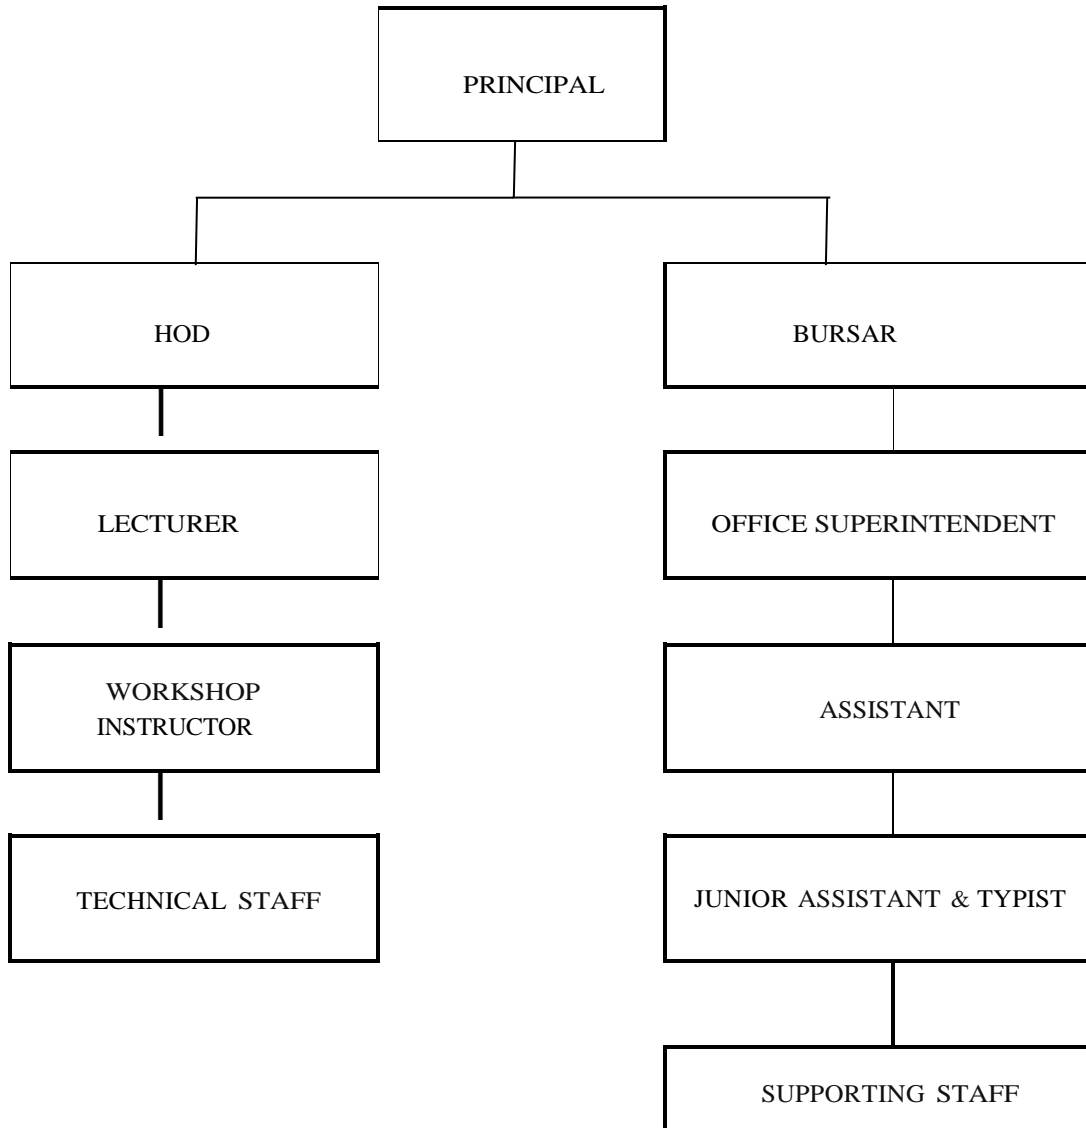 PRINCIPAL
HOD
BURSAR
LECTURER
OFFICE SUPERINTENDENT
WORKSHOP
INSTRUCTOR
ASSISTANT
TECHNICAL STAFF
JUNIOR ASSISTANT & TYPIST
SUPPORTING STAFF